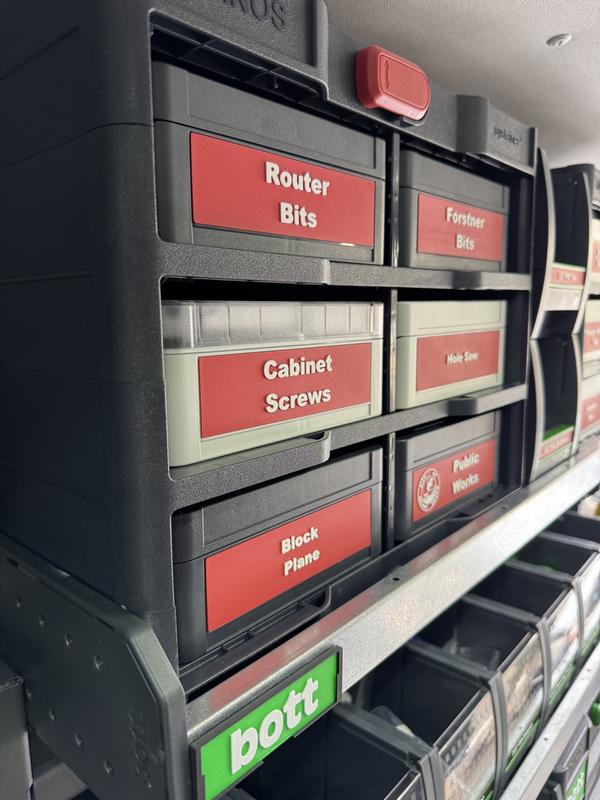 Router
Bits
Forstner
Bits
Cabinet
Screws
Hole Saw
Public
Works
Block
Plane
bott